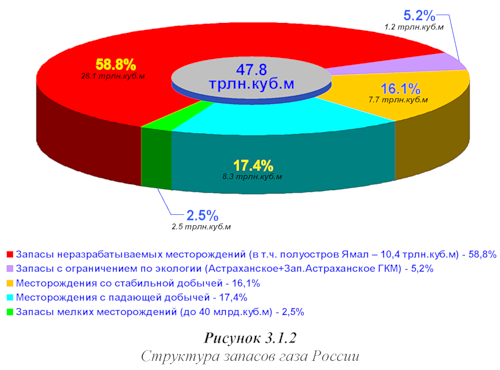 5.2%
1.2 трлн.куб.м
58.8%
28.1 трлн.куб.м
47.8
трлн.куб.м
16.1%
7.7 трлн.куб.м
17.4%
8.3 трлн.куб.м
2.5%
2.5 трлн.куб.м
Запасы неразрабатываемых месторождений (в т.ч. полуостров Ямал – 10,4 трлн.куб.м) - 58,8%
Запасы с ограничением по экологии (Астраханское+Зап.Астраханское ГКМ) - 5,2%
Месторождения со стабильной добычей - 16,1%
Месторождения с падающей добычей - 17,4%
Запасы мелких месторождений (до 40 млрд.куб.м) - 2,5%
Рисунок 3.1.2
Структура запасов газа России